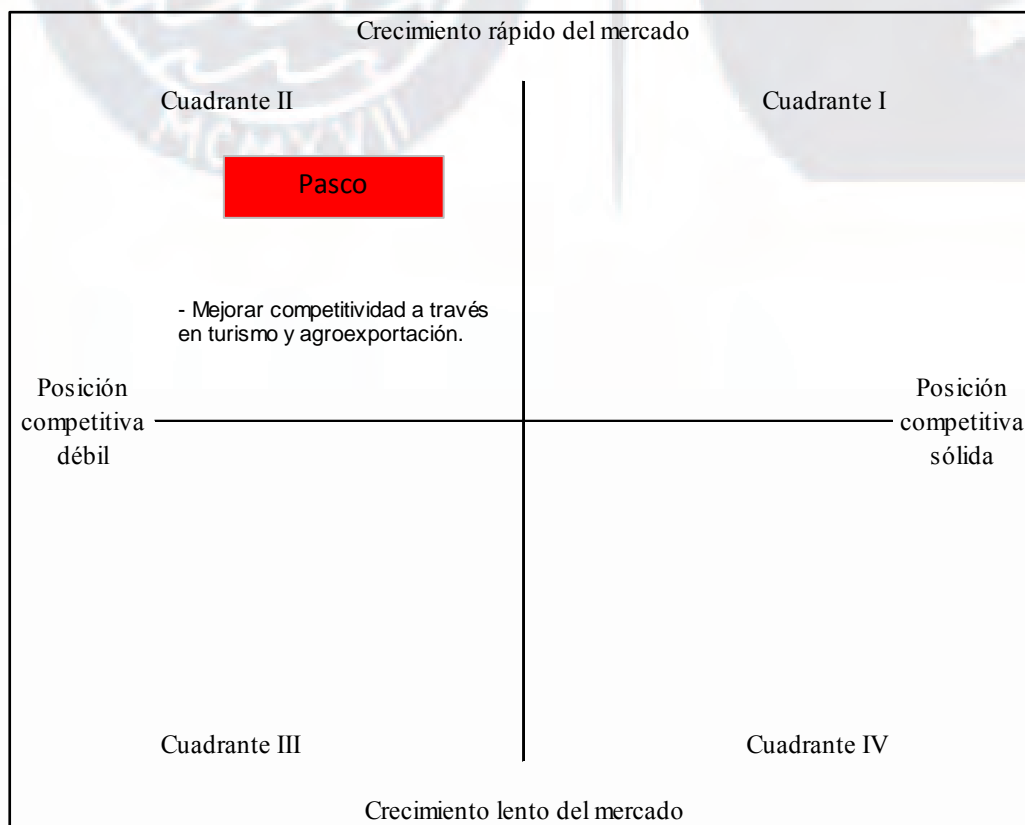 Crecimiento rápido del mercado
Cuadrante II
Cuadrante I
MCMXVII
Pasco
- Mejorar competitividad a través
en turismo y agroexportación.
Posición
competitiva
débil
Posición
competitiva
sólida
Cuadrante III
Cuadrante IV
Crecimiento lento del mercado